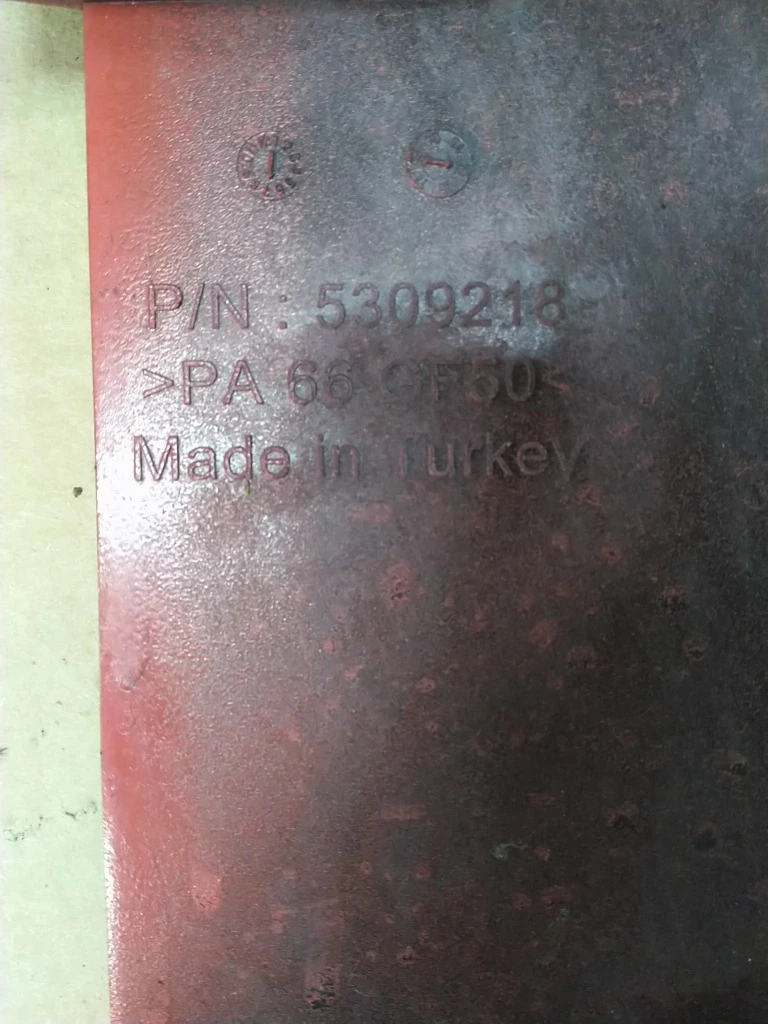 P/N : 5309218
>PA 66 GF50<
Made in Turkey